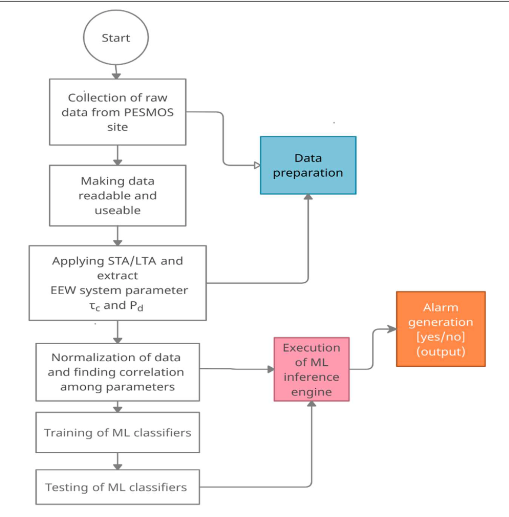 Start
Collection of raw
data from PESMOS
site
Data
preparation
Making data
readable and
useable
Applying STA/LTA and
extract
EEW system parameter
τc and Pd
Alarm
generation
[yes/no]
(output)
Normalization of data
and finding correlation
among parameters
Execution
of ML
inference
engine
Training of ML classifiers
Testing of ML classifiers